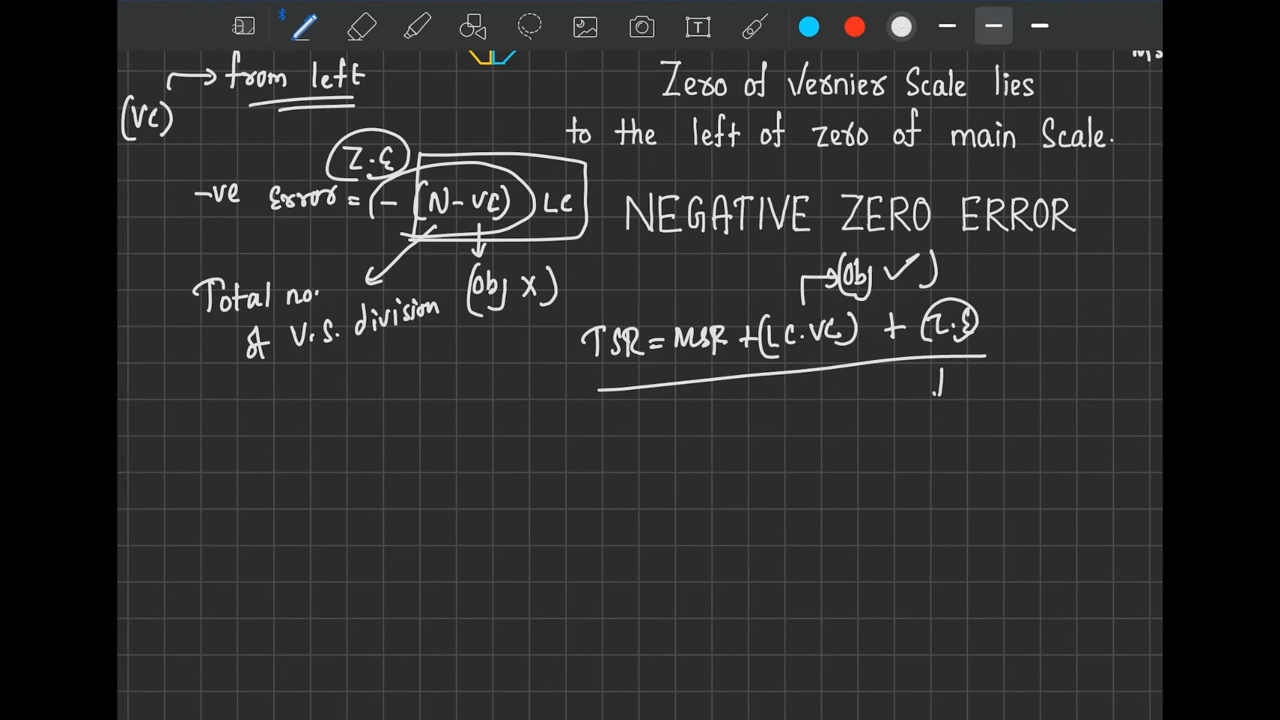 from left
(VC)
Z.E
-ve Error = (- (N - VC) LC
(Obj X)
Total no.
of V.S. division
Zero of Vernier Scale lies
to the left of zero of main Scale.
NEGATIVE ZERO ERROR
(Obj ✓)
TSR = MSR + (LC.VC) + (Z.E)